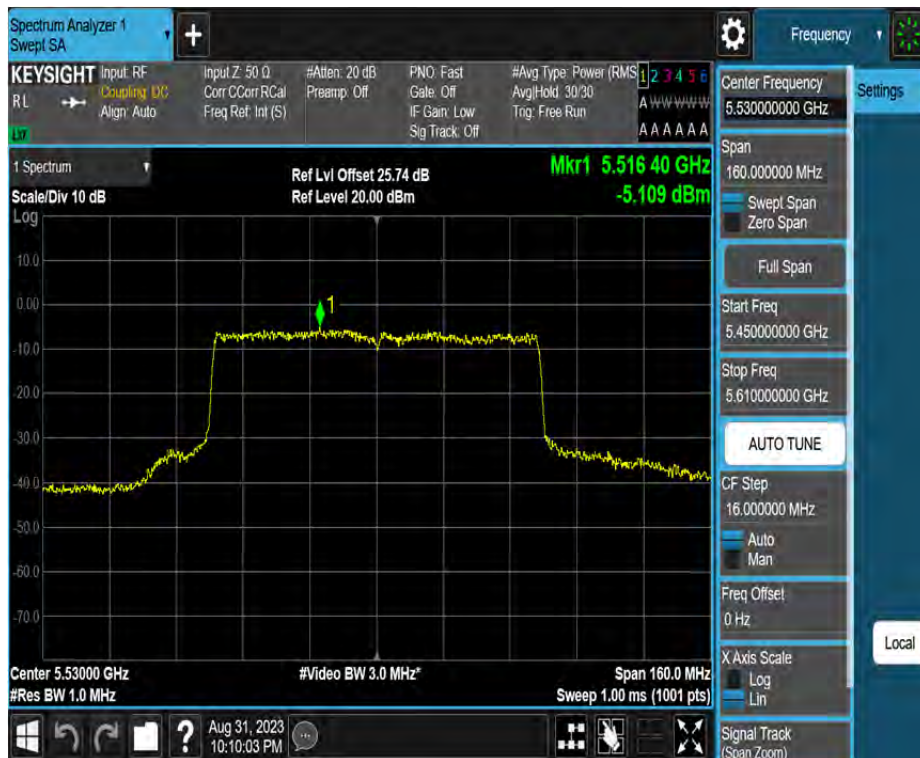 Spectrum Analyzer 1
Swept SA
Frequency
KEYSIGHT
RL
Input: RF
Coupling: DC
Align: Auto
Input Z: 50 Ω
Corr CCorr RCal
Freq Ref: Int (S)
#Atten: 20 dB
Preamp: Off
PNO: Fast
Gate: Off
IF Gain: Low
Sig Track: Off
#Avg Type: Power (RMS
Avg|Hold: 30/30
Trig: Free Run
1 2 3 4 5 6
A W W W W W
A A A A A A
Center Frequency
5.530000000 GHz
Settings
1 Spectrum
Scale/Div 10 dB
Ref Lvl Offset 25.74 dB
Ref Level 20.00 dBm
Mkr1 5.516 40 GHz
-5.109 dBm
Span
160.000000 MHz
Swept Span
Zero Span
Full Span
Start Freq
5.450000000 GHz
Stop Freq
5.610000000 GHz
AUTO TUNE
CF Step
16.000000 MHz
Auto
Man
Freq Offset
0 Hz
X Axis Scale
Log
Lin
Signal Track
(Span Zoom)
Local
Log
10.0
0.00
-10.0
-20.0
-30.0
-40.0
-50.0
-60.0
-70.0
1
Center 5.53000 GHz
#Res BW 1.0 MHz
#Video BW 3.0 MHz*
Span 160.0 MHz
Sweep 1.00 ms (1001 pts)
?
Aug 31, 2023
10:10:03 PM